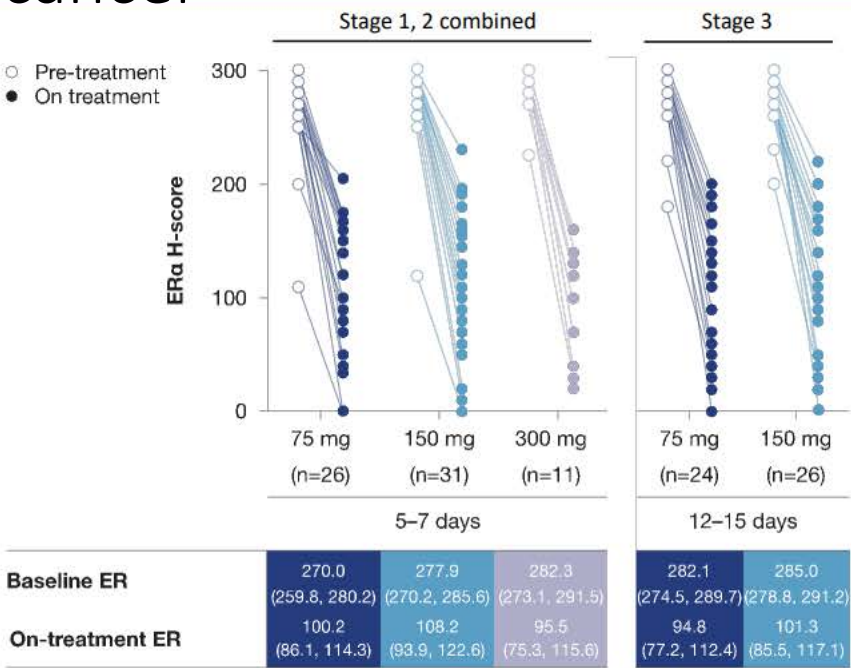 Stage 1, 2 combined
Stage 3
Pre-treatment
On treatment
ERα H-score
300
200
100
0
75 mg
150 mg
300 mg
75 mg
150 mg
(n=26)
(n=31)
(n=11)
(n=24)
(n=26)
5–7 days
12–15 days
Baseline ER
270.0
(259.8, 280.2)
277.9
(270.2, 285.6)
282.3
(273.1, 291.5)
282.1
(274.5, 289.7)
285.0
(278.8, 291.2)
On-treatment ER
100.2
(86.1, 114.3)
108.2
(93.9, 122.6)
95.5
(75.3, 115.6)
94.8
(77.2, 112.4)
101.3
(85.5, 117.1)